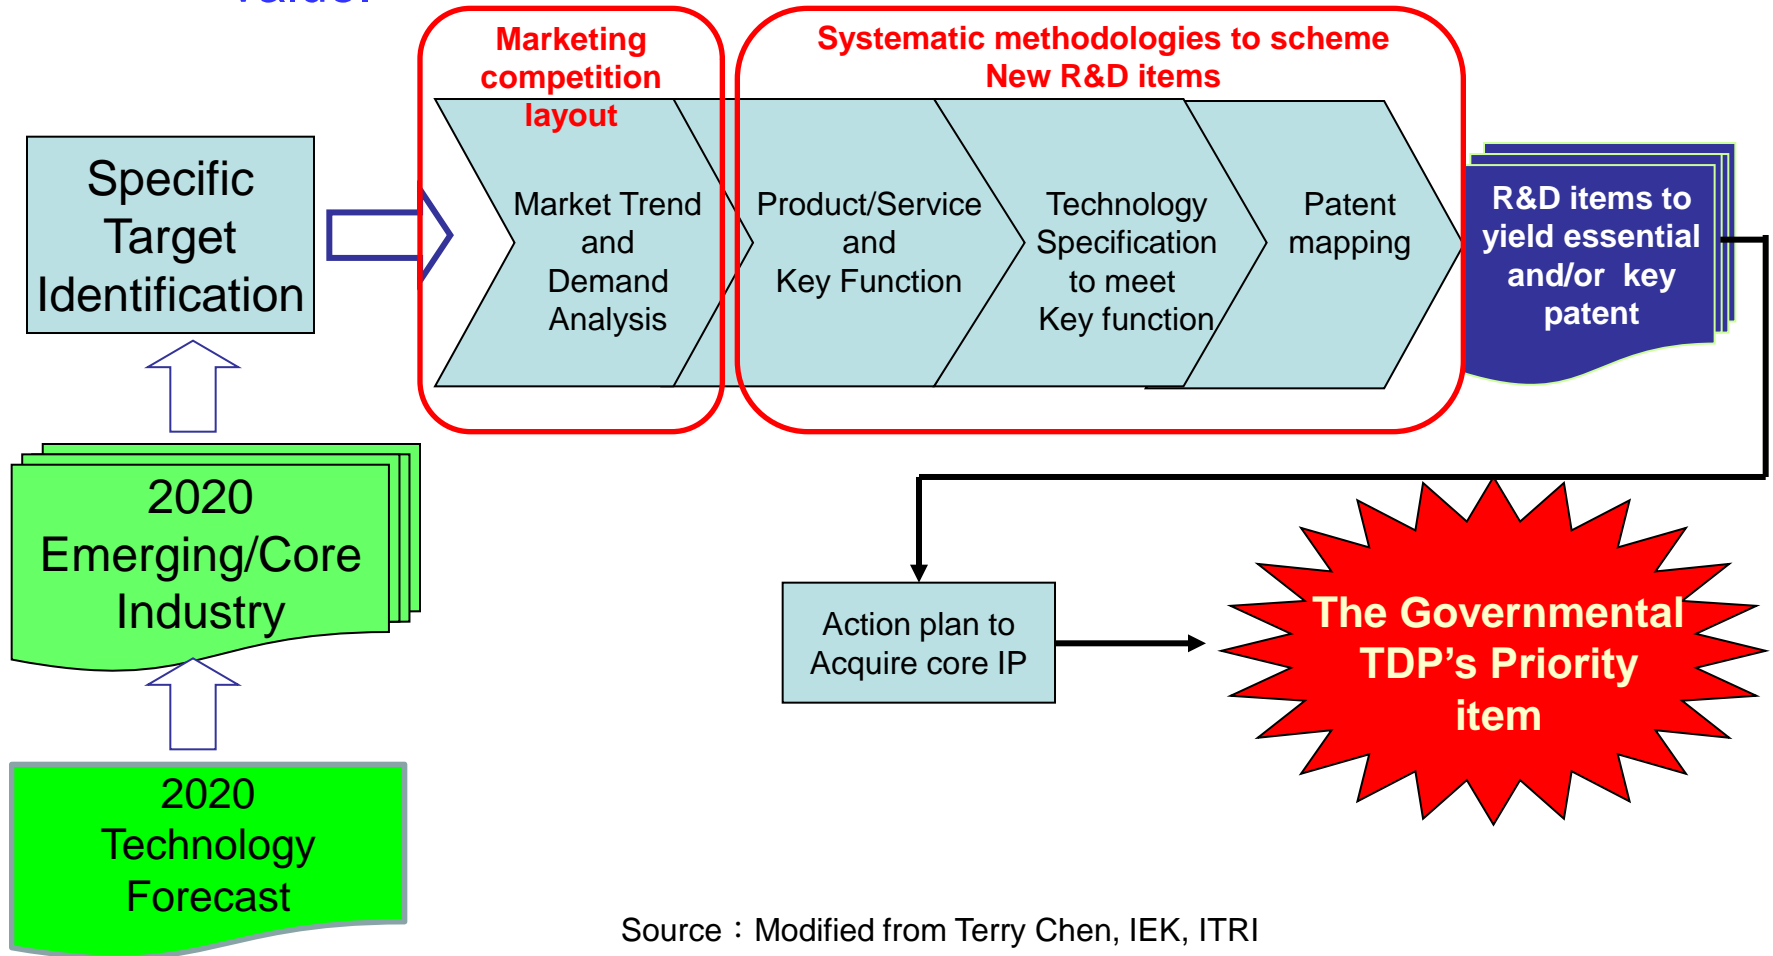 value.
Marketing
competition
layout
Systematic methodologies to scheme
New R&D items
Specific
Target
Identification
Market Trend
and
Demand
Analysis
Product/Service
and
Key Function
Technology
Specification
to meet
Key function
Patent
mapping
R&D items to
yield essential
and/or key
patent
2020
Emerging/Core
Industry
Action plan to
Acquire core IP
The Governmental
TDP’s Priority
item
2020
Technology
Forecast
Source：Modified from Terry Chen, IEK, ITRI